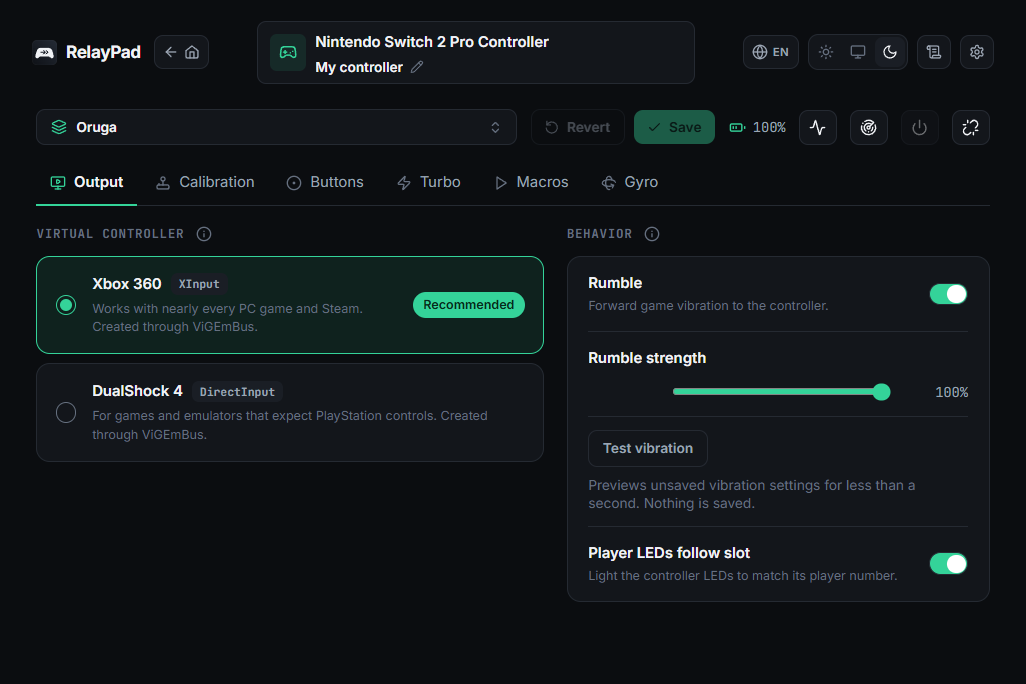 RelayPad
Nintendo Switch 2 Pro Controller
My controller
EN
Oruga
Revert
Save
100%
Output
Calibration
Buttons
Turbo
Macros
Gyro
VIRTUAL CONTROLLER
Xbox 360 XInput
Works with nearly every PC game and Steam.
Created through ViGEmBus.
Recommended
DualShock 4 DirectInput
For games and emulators that expect PlayStation controls. Created
through ViGEmBus.
BEHAVIOR
Rumble
Forward game vibration to the controller.
Rumble strength
100%
Test vibration
Previews unsaved vibration settings for less than a
second. Nothing is saved.
Player LEDs follow slot
Light the controller LEDs to match its player number.